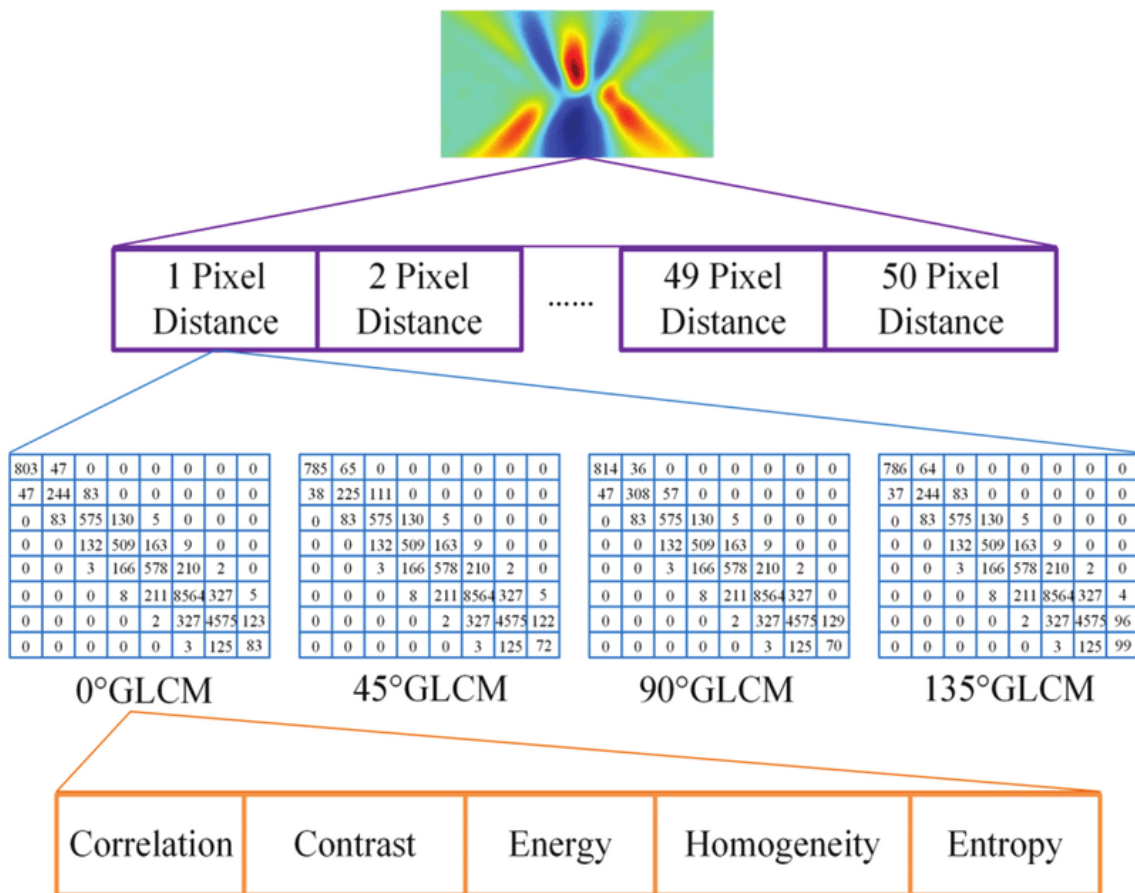 1 Pixel Distance
2 Pixel Distance
......
49 Pixel Distance
50 Pixel Distance
803 47 0 0 0 0 0 0
47 244 83 0 0 0 0 0
0 83 575 130 5 0 0 0
0 0 132 509 163 9 0 0
0 0 3 166 578 210 2 0
0 0 0 8 211 8564 327 5
0 0 0 0 2 327 4575 123
0 0 0 0 0 3 125 83
0°GLCM
785 65 0 0 0 0 0 0
38 225 111 0 0 0 0 0
0 83 575 130 5 0 0 0
0 0 132 509 163 9 0 0
0 0 3 166 578 210 2 0
0 0 0 8 211 8564 327 5
0 0 0 0 2 327 4575 122
0 0 0 0 0 3 125 72
45°GLCM
814 36 0 0 0 0 0 0
47 308 57 0 0 0 0 0
0 83 575 130 5 0 0 0
0 0 132 509 163 9 0 0
0 0 3 166 578 210 2 0
0 0 0 8 211 8564 327 0
0 0 0 0 2 327 4575 129
0 0 0 0 0 3 125 70
90°GLCM
786 64 0 0 0 0 0 0
37 244 83 0 0 0 0 0
0 83 575 130 5 0 0 0
0 0 132 509 163 9 0 0
0 0 3 166 578 210 2 0
0 0 0 8 211 8564 327 4
0 0 0 0 2 327 4575 96
0 0 0 0 0 3 125 99
135°GLCM
Correlation
Contrast
Energy
Homogeneity
Entropy